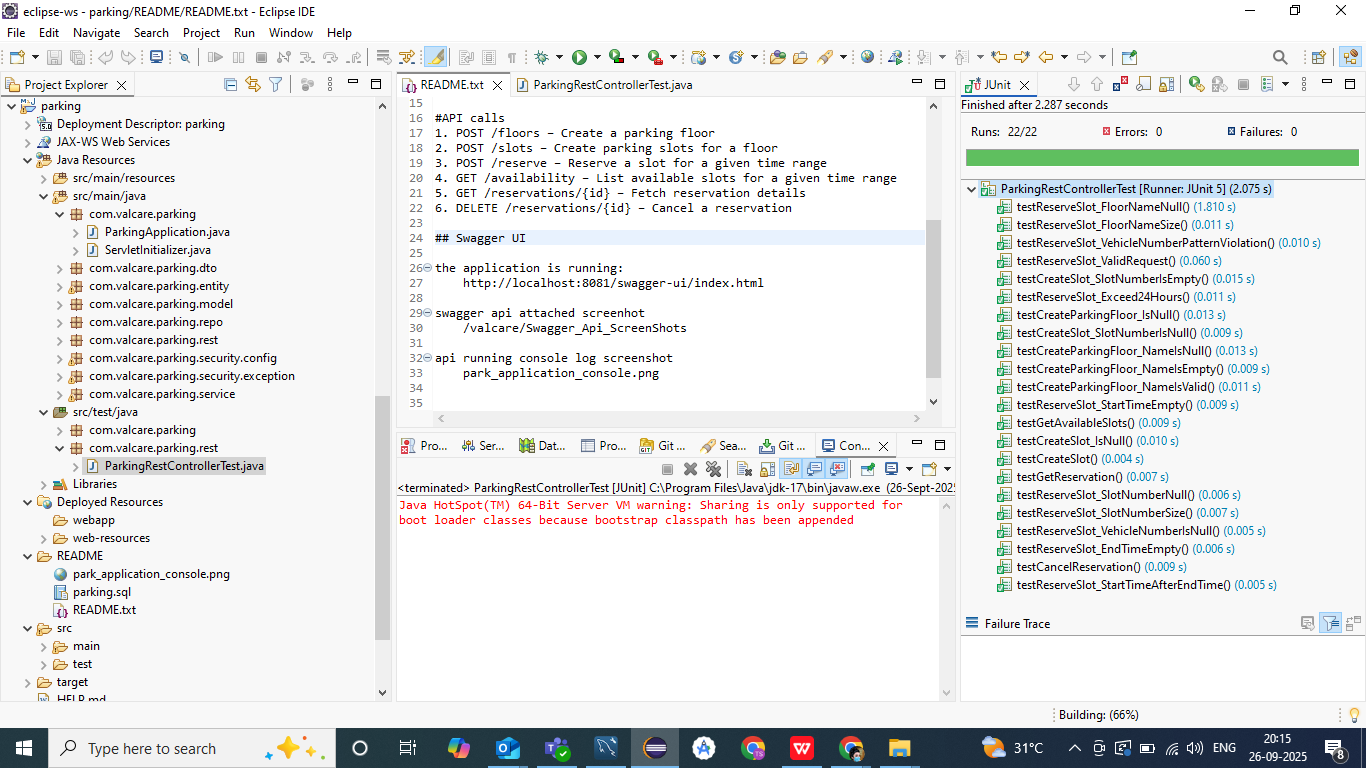 eclipse-ws - parking/README/README.txt - Eclipse IDE
File Edit Navigate Search Project Run Window Help
Project Explorer
parking
Deployment Descriptor: parking
JAX-WS Web Services
Java Resources
src/main/resources
src/main/java
com.valcare.parking
ParkingApplication.java
ServletInitializer.java
com.valcare.parking.dto
com.valcare.parking.entity
com.valcare.parking.model
com.valcare.parking.repo
com.valcare.parking.rest
com.valcare.parking.security.config
com.valcare.parking.security.exception
com.valcare.parking.service
src/test/java
com.valcare.parking
com.valcare.parking.rest
ParkingRestControllerTest.java
Libraries
Deployed Resources
webapp
web-resources
README
park_application_console.png
parking.sql
README.txt
src
main
test
target
HELP.md
README.txt ParkingRestControllerTest.java
15
16 #API calls
17 1. POST /floors – Create a parking floor
18 2. POST /slots – Create parking slots for a floor
19 3. POST /reserve – Reserve a slot for a given time range
20 4. GET /availability – List available slots for a given time range
21 5. GET /reservations/{id} – Fetch reservation details
22 6. DELETE /reservations/{id} – Cancel a reservation
23
24 ## Swagger UI
25
26 the application is running:
27 http://localhost:8081/swagger-ui/index.html
28
29 swagger api attached screenhot
30 /valcare/Swagger_Api_ScreenShots
31
32 api running console log screenshot
33 park_application_console.png
34
35
Pro... Ser... Dat... Pro... Git ... Sea... Git ... Con...
<terminated> ParkingRestControllerTest [JUnit] C:\Program Files\Java\jdk-17\bin\javaw.exe (26-Sept-2025
Java HotSpot(TM) 64-Bit Server VM warning: Sharing is only supported for
boot loader classes because bootstrap classpath has been appended
JUnit
Finished after 2.287 seconds
Runs: 22/22 Errors: 0 Failures: 0
ParkingRestControllerTest [Runner: JUnit 5] (2.075 s)
testReserveSlot_FloorNameNull() (1.810 s)
testReserveSlot_FloorNameSize() (0.011 s)
testReserveSlot_VehicleNumberPatternViolation() (0.010 s)
testReserveSlot_ValidRequest() (0.060 s)
testCreateSlot_SlotNumberIsEmpty() (0.015 s)
testReserveSlot_Exceed24Hours() (0.011 s)
testCreateParkingFloor_IsNull() (0.013 s)
testCreateSlot_SlotNumberIsNull() (0.009 s)
testCreateParkingFloor_NameIsNull() (0.013 s)
testCreateParkingFloor_NameIsEmpty() (0.009 s)
testCreateParkingFloor_NameIsValid() (0.011 s)
testReserveSlot_StartTimeEmpty() (0.009 s)
testGetAvailableSlots() (0.009 s)
testCreateSlot_IsNull() (0.010 s)
testCreateSlot() (0.004 s)
testGetReservation() (0.007 s)
testReserveSlot_SlotNumberNull() (0.006 s)
testReserveSlot_SlotNumberSize() (0.007 s)
testReserveSlot_VehicleNumberIsNull() (0.005 s)
testReserveSlot_EndTimeEmpty() (0.006 s)
testCancelReservation() (0.009 s)
testReserveSlot_StartTimeAfterEndTime() (0.005 s)
Failure Trace
Building: (66%)
Type here to search
31°C
ENG
20:15
26-09-2025
8